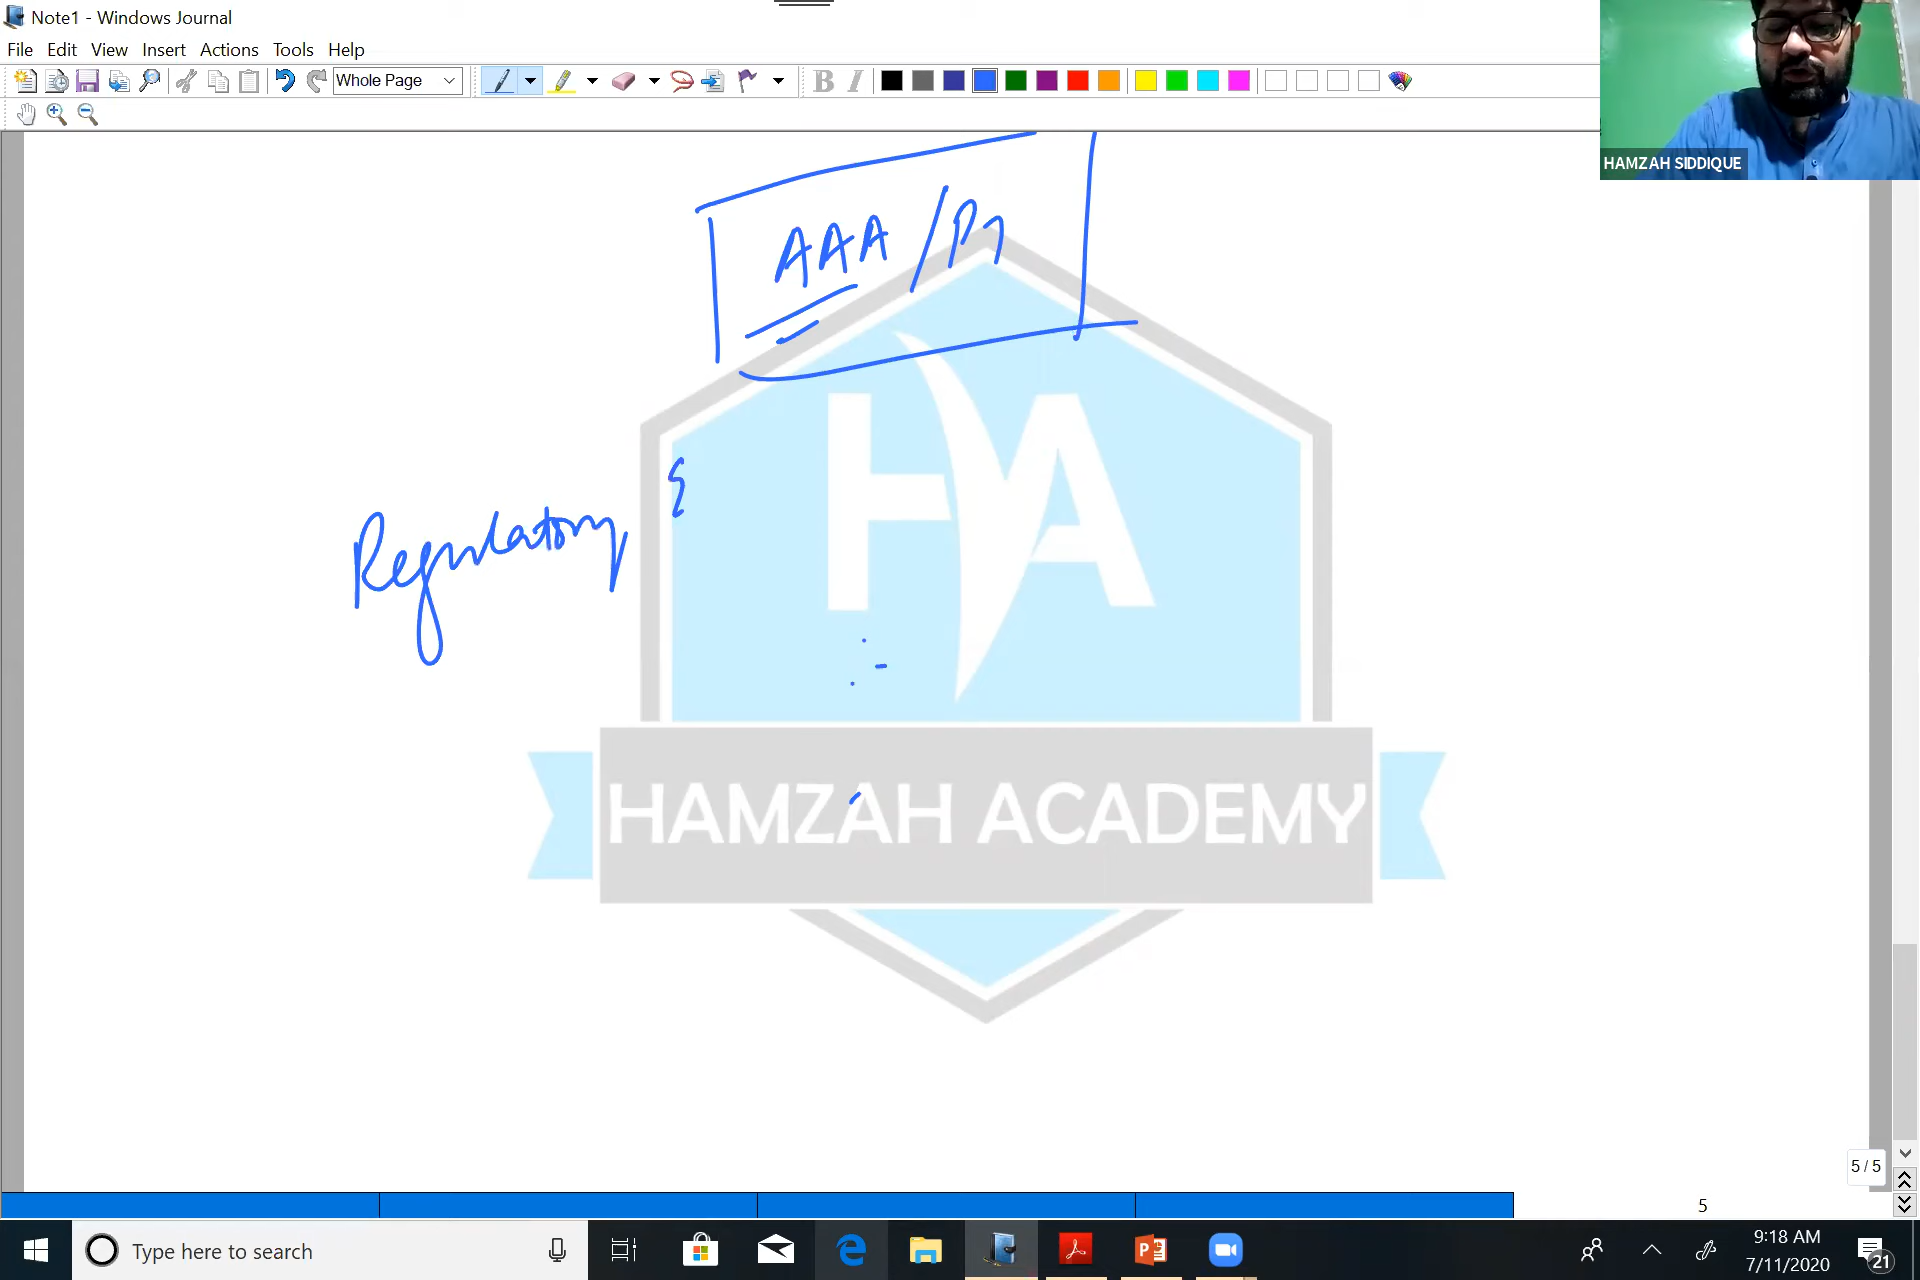 Note1 - Windows Journal
File Edit View Insert Actions Tools Help
Whole Page
B I
HAMZAH SIDDIQUE
AAA / P7
Regulatory
HA
HAMZAH ACADEMY
5 / 5
5
Type here to search
9:18 AM
7/11/2020
21